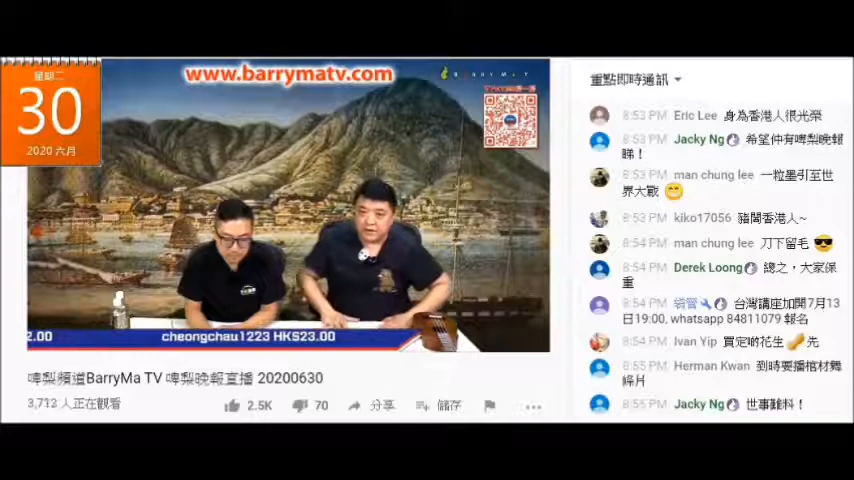 星期二
30
2020 六月
www.barrymatv.com
BARRY MA TV
2.00
cheongchau1223 HK$23.00
啤梨頻道BarryMa TV 啤梨晚報直播 20200630
3,712 人正在觀看
2.5K
70
分享
儲存
重點即時通訊
8:53 PM Eric Lee 身為香港人很光榮
8:53 PM Jacky Ng 希望仲有啤梨晚報
睇！
8:53 PM man chung lee 一粒墨引至世
界大戰 😁
8:53 PM kiko17056 豬鬧香港人~
8:54 PM man chung lee 刀下留毛 😎
8:54 PM Derek Loong 總之，大家保
重
8:54 PM 台灣講座加開7月13
日19:00, whatsapp 84811079 報名
8:54 PM Ivan Yip 買定啲花生 🥜 先
8:55 PM Herman Kwan 到時要播棺材舞
條片
8:55 PM Jacky Ng 世事難料！